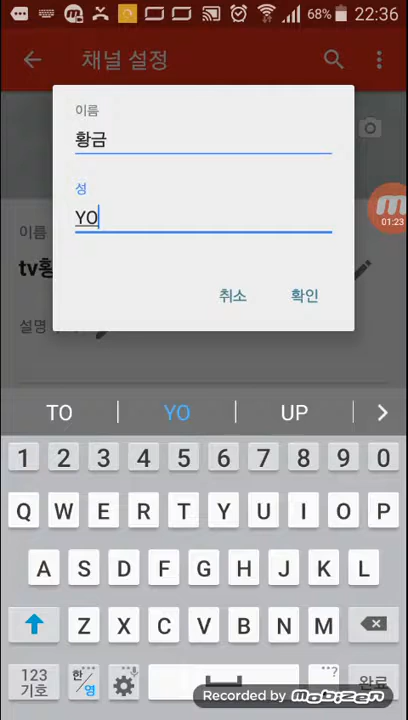 68% 22:36
채널 설정
이름
황금
성
YO
01:23
이름
tv황
취소 확인
설명
TO YO UP
1 2 3 4 5 6 7 8 9 0
Q W E R T Y U I O P
A S D F G H J K L
Z X C V B N M
123 한/영 ...?
기호 완료
Recorded by mobizen